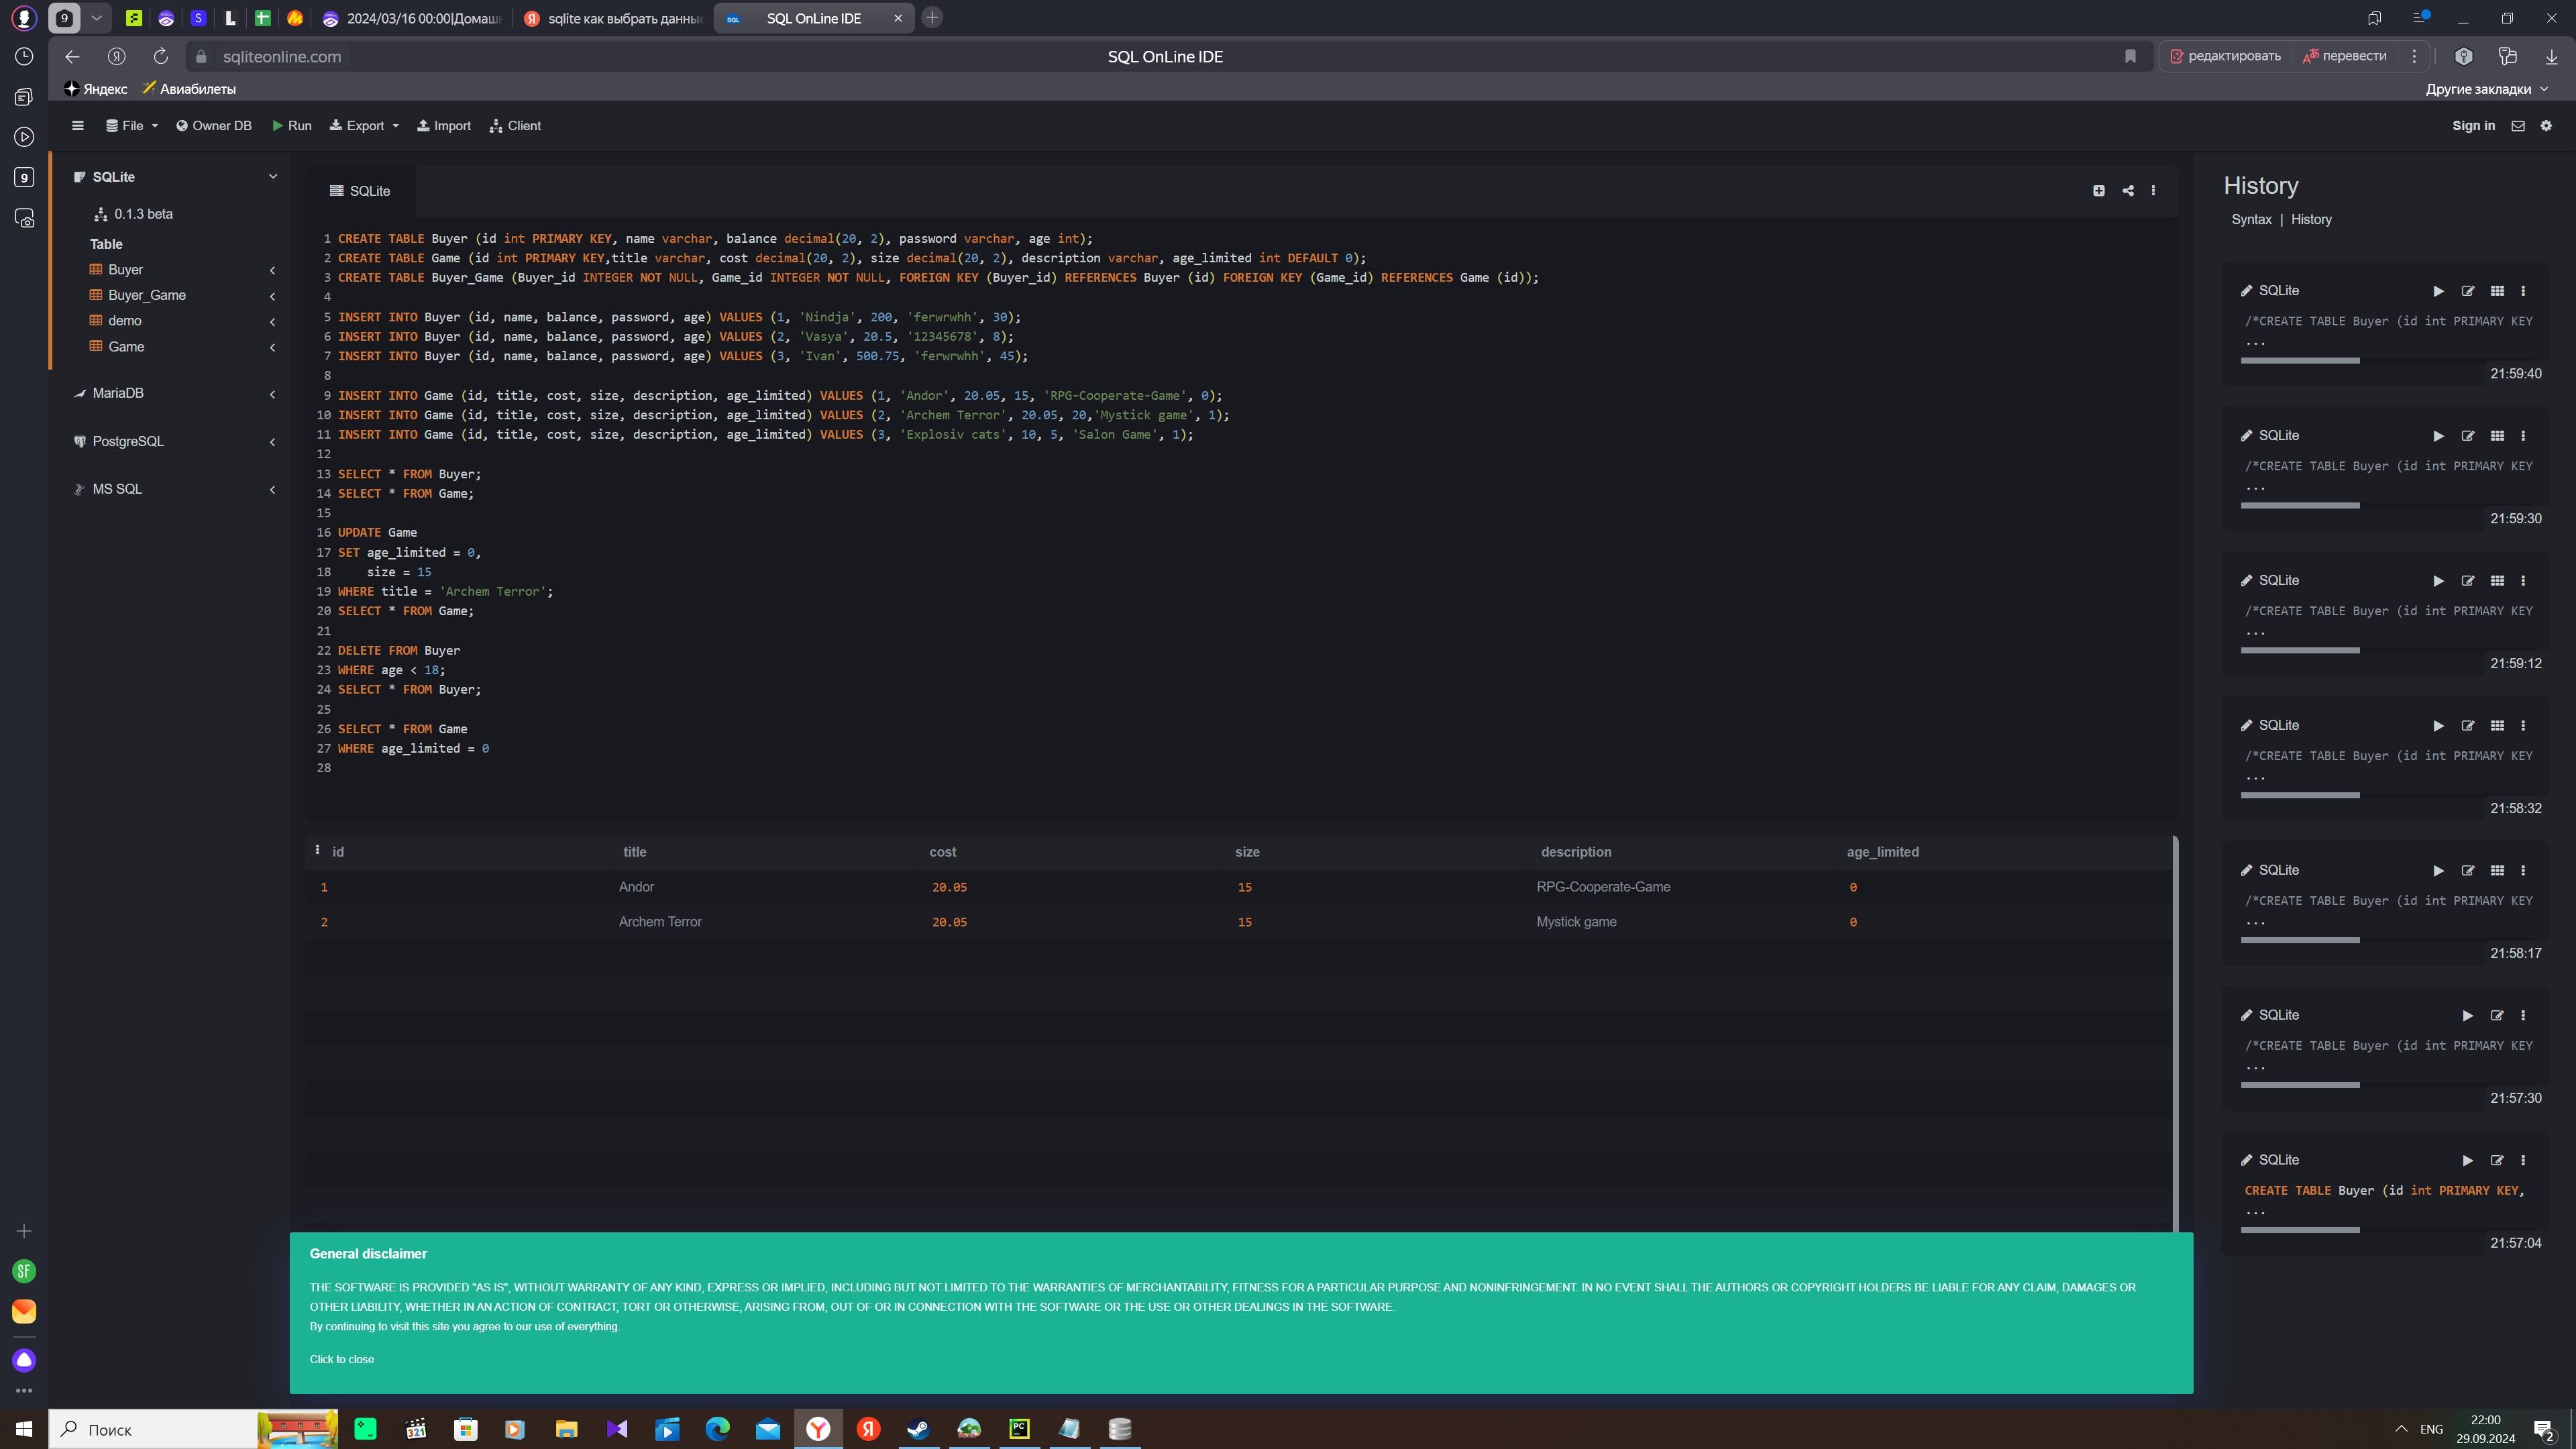 9
2024/03/16 00:00|Домашн
sqlite как выбрать данные
SQL OnLine IDE
sqliteonline.com
SQL OnLine IDE
редактировать
перевести
Яндекс
Авиабилеты
Другие закладки
File
Owner DB
Run
Export
Import
Client
Sign in
9
SQLite
0.1.3 beta
Table
Buyer
Buyer_Game
demo
Game
MariaDB
PostgreSQL
MS SQL
SQLite
1 CREATE TABLE Buyer (id int PRIMARY KEY, name varchar, balance decimal(20, 2), password varchar, age int);
2 CREATE TABLE Game (id int PRIMARY KEY,title varchar, cost decimal(20, 2), size decimal(20, 2), description varchar, age_limited int DEFAULT 0);
3 CREATE TABLE Buyer_Game (Buyer_id INTEGER NOT NULL, Game_id INTEGER NOT NULL, FOREIGN KEY (Buyer_id) REFERENCES Buyer (id) FOREIGN KEY (Game_id) REFERENCES Game (id));
4
5 INSERT INTO Buyer (id, name, balance, password, age) VALUES (1, 'Nindja', 200, 'ferwrwhh', 30);
6 INSERT INTO Buyer (id, name, balance, password, age) VALUES (2, 'Vasya', 20.5, '12345678', 8);
7 INSERT INTO Buyer (id, name, balance, password, age) VALUES (3, 'Ivan', 500.75, 'ferwrwhh', 45);
8
9 INSERT INTO Game (id, title, cost, size, description, age_limited) VALUES (1, 'Andor', 20.05, 15, 'RPG-Cooperate-Game', 0);
10 INSERT INTO Game (id, title, cost, size, description, age_limited) VALUES (2, 'Archem Terror', 20.05, 20,'Mystick game', 1);
11 INSERT INTO Game (id, title, cost, size, description, age_limited) VALUES (3, 'Explosiv cats', 10, 5, 'Salon Game', 1);
12
13 SELECT * FROM Buyer;
14 SELECT * FROM Game;
15
16 UPDATE Game
17 SET age_limited = 0,
18     size = 15
19 WHERE title = 'Archem Terror';
20 SELECT * FROM Game;
21
22 DELETE FROM Buyer
23 WHERE age < 18;
24 SELECT * FROM Buyer;
25
26 SELECT * FROM Game
27 WHERE age_limited = 0
28
id title cost size description age_limited
1 Andor 20.05 15 RPG-Cooperate-Game 0
2 Archem Terror 20.05 15 Mystick game 0
General disclaimer
THE SOFTWARE IS PROVIDED "AS IS", WITHOUT WARRANTY OF ANY KIND, EXPRESS OR IMPLIED, INCLUDING BUT NOT LIMITED TO THE WARRANTIES OF MERCHANTABILITY, FITNESS FOR A PARTICULAR PURPOSE AND NONINFRINGEMENT. IN NO EVENT SHALL THE AUTHORS OR COPYRIGHT HOLDERS BE LIABLE FOR ANY CLAIM, DAMAGES OR
OTHER LIABILITY, WHETHER IN AN ACTION OF CONTRACT, TORT OR OTHERWISE, ARISING FROM, OUT OF OR IN CONNECTION WITH THE SOFTWARE OR THE USE OR OTHER DEALINGS IN THE SOFTWARE.
By continuing to visit this site you agree to our use of everything.
Click to close
History
Syntax | History
SQLite
/*CREATE TABLE Buyer (id int PRIMARY KEY
...
21:59:40
SQLite
/*CREATE TABLE Buyer (id int PRIMARY KEY
...
21:59:30
SQLite
/*CREATE TABLE Buyer (id int PRIMARY KEY
...
21:59:12
SQLite
/*CREATE TABLE Buyer (id int PRIMARY KEY
...
21:58:32
SQLite
/*CREATE TABLE Buyer (id int PRIMARY KEY
...
21:58:17
SQLite
/*CREATE TABLE Buyer (id int PRIMARY KEY
...
21:57:30
SQLite
CREATE TABLE Buyer (id int PRIMARY KEY,
...
21:57:04
SF
Поиск
ENG
22:00
29.09.2024
2